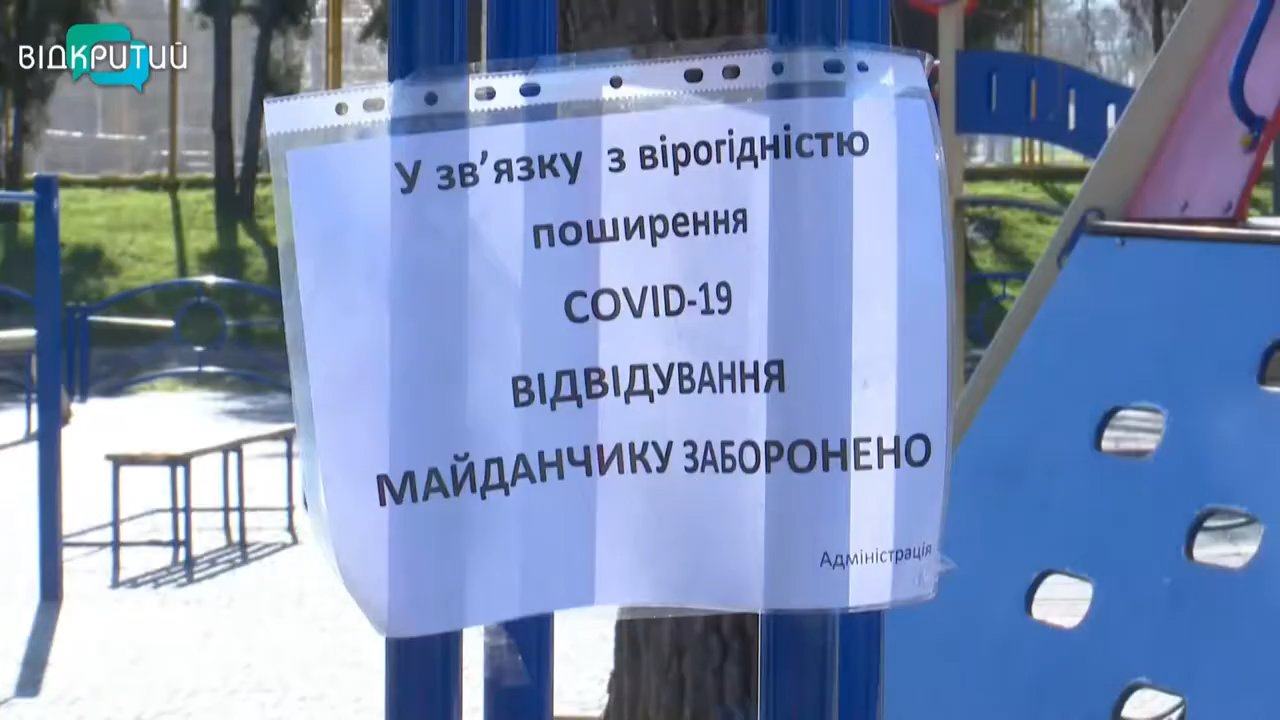 ВІДКРИТИЙ
У зв’язку з вірогідністю
поширення
COVID-19
ВІДВІДУВАННЯ
МАЙДАНЧИКУ ЗАБОРОНЕНО
Адміністрація